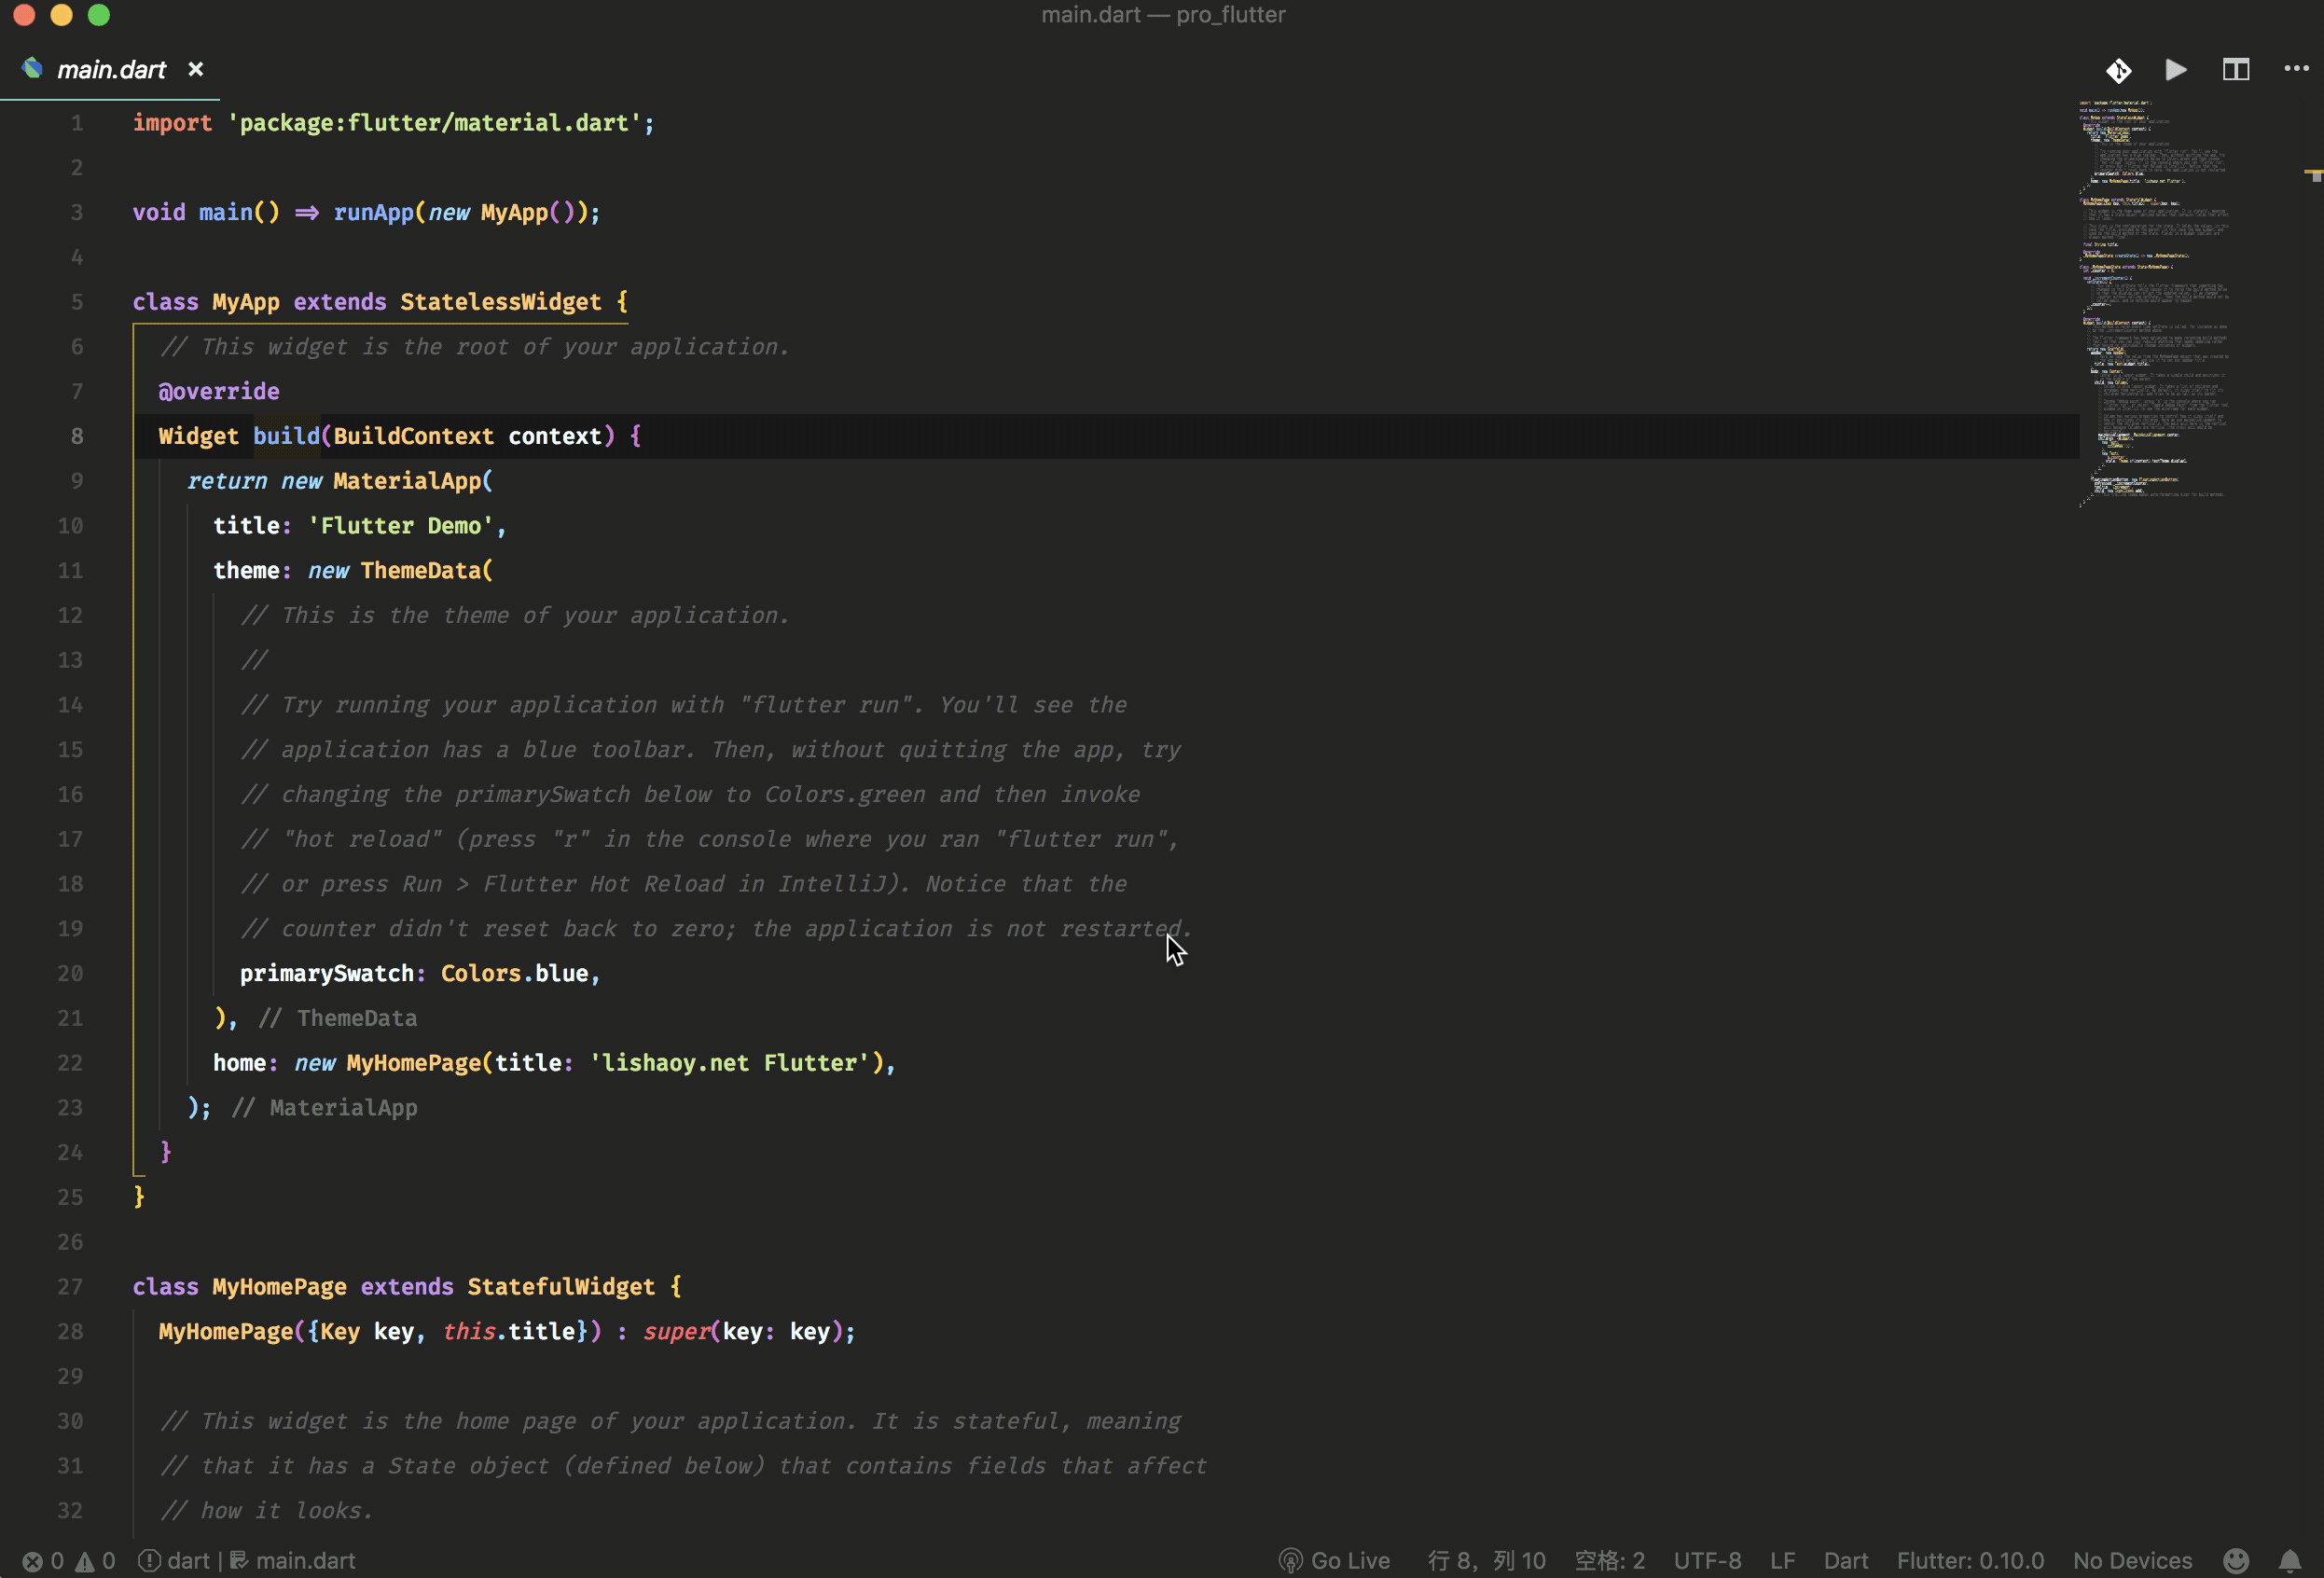 main.dart — pro_flutter
main.dart ×
1 import 'package:flutter/material.dart';
2
3 void main() => runApp(new MyApp());
4
5 class MyApp extends StatelessWidget {
6 // This widget is the root of your application.
7 @override
8 Widget build(BuildContext context) {
9 return new MaterialApp(
10 title: 'Flutter Demo',
11 theme: new ThemeData(
12 // This is the theme of your application.
13 //
14 // Try running your application with "flutter run". You'll see the
15 // application has a blue toolbar. Then, without quitting the app, try
16 // changing the primarySwatch below to Colors.green and then invoke
17 // "hot reload" (press "r" in the console where you ran "flutter run",
18 // or press Run > Flutter Hot Reload in IntelliJ). Notice that the
19 // counter didn't reset back to zero; the application is not restarted.
20 primarySwatch: Colors.blue,
21 ), // ThemeData
22 home: new MyHomePage(title: 'lishaoy.net Flutter'),
23 ); // MaterialApp
24 }
25 }
26
27 class MyHomePage extends StatefulWidget {
28 MyHomePage({Key key, this.title}) : super(key: key);
29
30 // This widget is the home page of your application. It is stateful, meaning
31 // that it has a State object (defined below) that contains fields that affect
32 // how it looks.
0 0 dart | main.dart Go Live 行 8，列 10 空格: 2 UTF-8 LF Dart Flutter: 0.10.0 No Devices